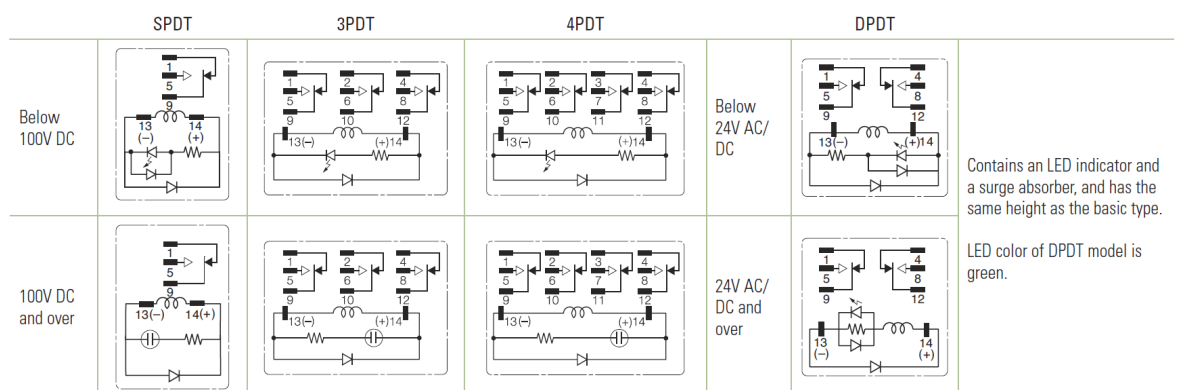 SPDT 3PDT 4PDT DPDT
Below
100V DC
1
5
9
13 14
(–) (+)
1 2 4
5 6 8
9 10 12
13(–) (+)14
1 2 3 4
5 6 7 8
9 10 11 12
13(–) (+)14
Below
24V AC/
DC
1 4
5 8
9 12
13(–) (+)14
Contains an LED indicator and
a surge absorber, and has the
same height as the basic type.
LED color of DPDT model is
green.
100V DC
and over
1
5
9
13(–) 14(+)
1 2 4
5 6 8
9 10 12
13(–) (+)14
1 2 3 4
5 6 7 8
9 10 11 12
13(–) (+)14
24V AC/
DC and
over
1 4
5 8
9 12
13 14
(–) (+)